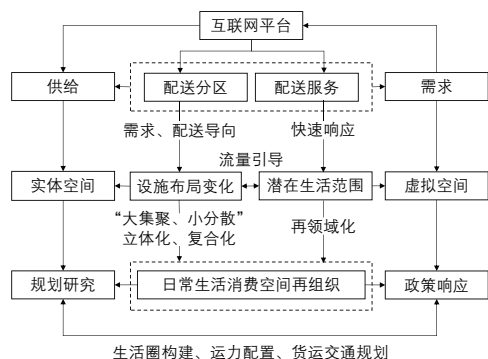 互联网平台
供给
配送分区
配送服务
需求
需求、配送导向
快速响应
流量引导
实体空间
设施布局变化
潜在生活范围
虚拟空间
“大集聚、小分散”
立体化、复合化
再领域化
规划研究
日常生活消费空间再组织
政策响应
生活圈构建、运力配置、货运交通规划